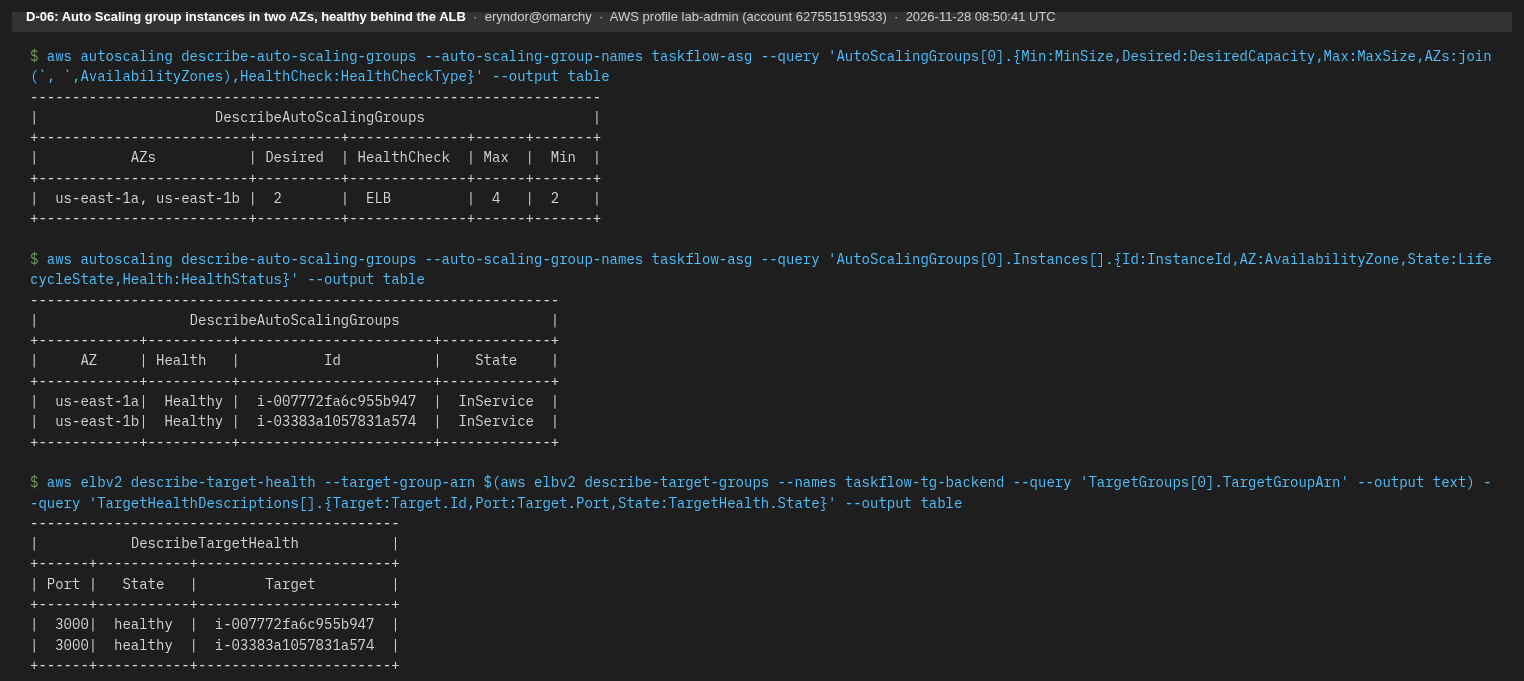 D-06: Auto Scaling group instances in two AZs, healthy behind the ALB · eryndor@omarchy · AWS profile lab-admin (account 627551519533) · 2026-11-28 08:50:41 UTC
$ aws autoscaling describe-auto-scaling-groups --auto-scaling-group-names taskflow-asg --query 'AutoScalingGroups[0].{Min:MinSize,Desired:DesiredCapacity,Max:MaxSize,AZs:join
(`, `,AvailabilityZones),HealthCheck:HealthCheckType}' --output table
--------------------------------------------------------------------
|                     DescribeAutoScalingGroups                    |
+-------------------------+----------+--------------+------+-------+
|           AZs           | Desired  | HealthCheck  | Max  |  Min  |
+-------------------------+----------+--------------+------+-------+
|  us-east-1a, us-east-1b |  2       |  ELB         |  4   |  2    |
+-------------------------+----------+--------------+------+-------+
$ aws autoscaling describe-auto-scaling-groups --auto-scaling-group-names taskflow-asg --query 'AutoScalingGroups[0].Instances[].{Id:InstanceId,AZ:AvailabilityZone,State:Life
cycleState,Health:HealthStatus}' --output table
---------------------------------------------------------------
|                  DescribeAutoScalingGroups                  |
+------------+----------+-----------------------+-------------+
|     AZ     | Health   |          Id           |    State    |
+------------+----------+-----------------------+-------------+
|  us-east-1a|  Healthy |  i-007772fa6c955b947  |  InService  |
|  us-east-1b|  Healthy |  i-03383a1057831a574  |  InService  |
+------------+----------+-----------------------+-------------+
$ aws elbv2 describe-target-health --target-group-arn $(aws elbv2 describe-target-groups --names taskflow-tg-backend --query 'TargetGroups[0].TargetGroupArn' --output text) -
-query 'TargetHealthDescriptions[].{Target:Target.Id,Port:Target.Port,State:TargetHealth.State}' --output table
--------------------------------------------
|           DescribeTargetHealth           |
+------+-----------+-----------------------+
| Port |   State   |        Target         |
+------+-----------+-----------------------+
|  3000|  healthy  |  i-007772fa6c955b947  |
|  3000|  healthy  |  i-03383a1057831a574  |
+------+-----------+-----------------------+